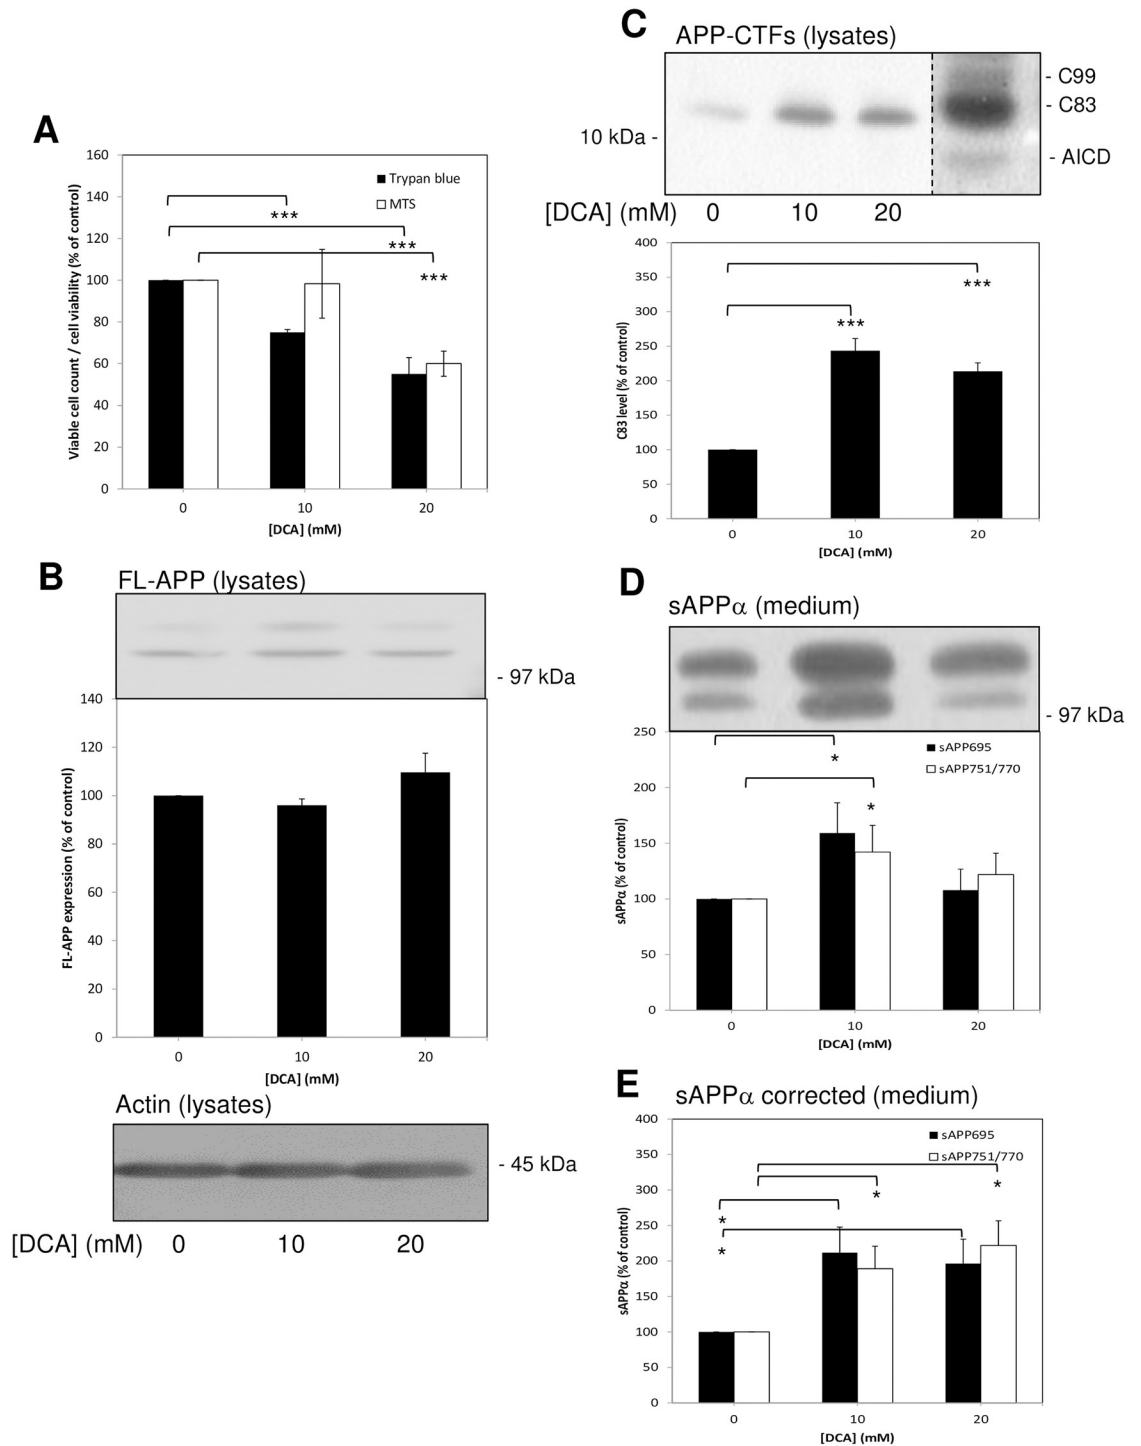 A
160
140
120
100
80
60
40
20
0
Viable cell count / cell viability (% of control)
Trypan blue
MTS
***
***
***
0 10 20
[DCA] (mM)
B
FL-APP (lysates)
- 97 kDa
140
120
100
80
60
40
20
0
FL-APP expression (% of control)
0 10 20
[DCA] (mM)
Actin (lysates)
- 45 kDa
[DCA] (mM) 0 10 20
C
APP-CTFs (lysates)
- C99
- C83
10 kDa -
- AICD
[DCA] (mM) 0 10 20
400
350
300
250
200
150
100
50
0
C83 level (% of control)
***
***
0 10 20
[DCA] (mM)
D
sAPPα (medium)
- 97 kDa
250
200
150
100
50
0
sAPPα (% of control)
sAPP695
sAPP751/770
*
*
0 10 20
[DCA] (mM)
E
sAPPα corrected (medium)
400
350
300
250
200
150
100
50
0
sAPPα (% of control)
sAPP695
sAPP751/770
*
*
*
*
0 10 20
[DCA] (mM)